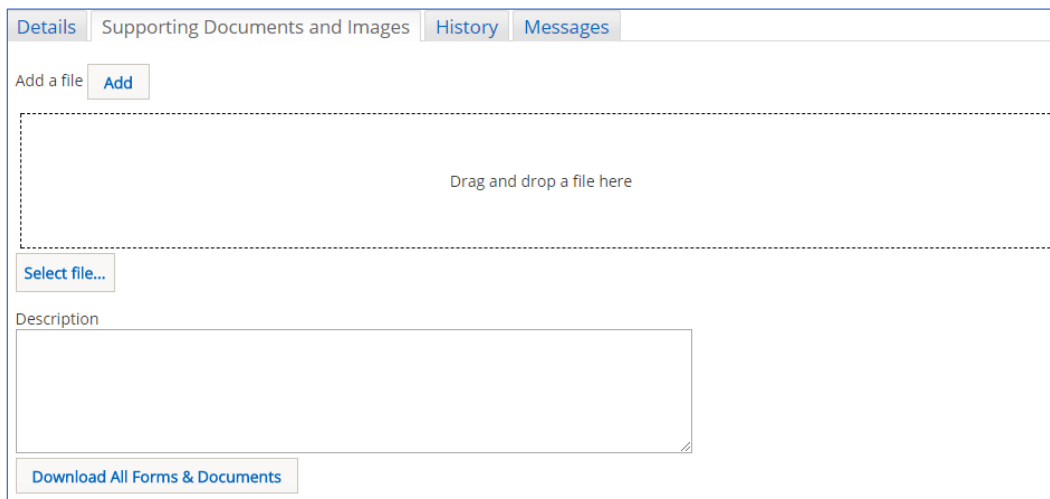 Details Supporting Documents and Images History Messages
Add a file Add
Drag and drop a file here
Select file...
Description
Download All Forms & Documents